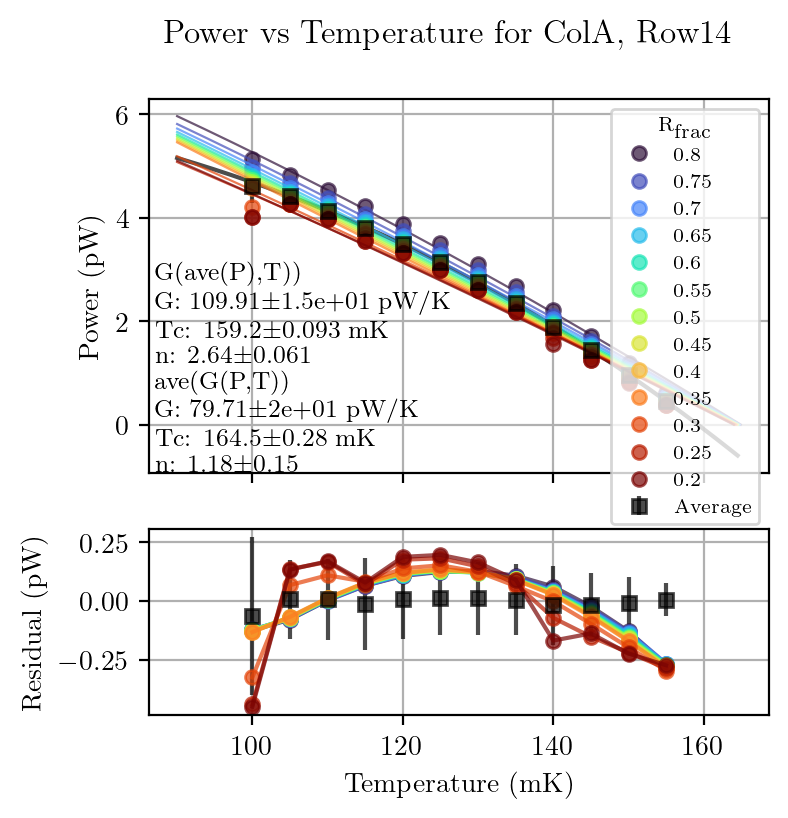 Power vs Temperature for ColA, Row14
6
4
2
0
Power (pW)
G(ave(P),T))
G: 109.91±1.5e+01 pW/K
Tc: 159.2±0.093 mK
n: 2.64±0.061
ave(G(P,T))
G: 79.71±2e+01 pW/K
Tc: 164.5±0.28 mK
n: 1.18±0.15
Rfrac
0.8
0.75
0.7
0.65
0.6
0.55
0.5
0.45
0.4
0.35
0.3
0.25
0.2
Average
0.25
0.00
−0.25
Residual (pW)
100
120
140
160
Temperature (mK)